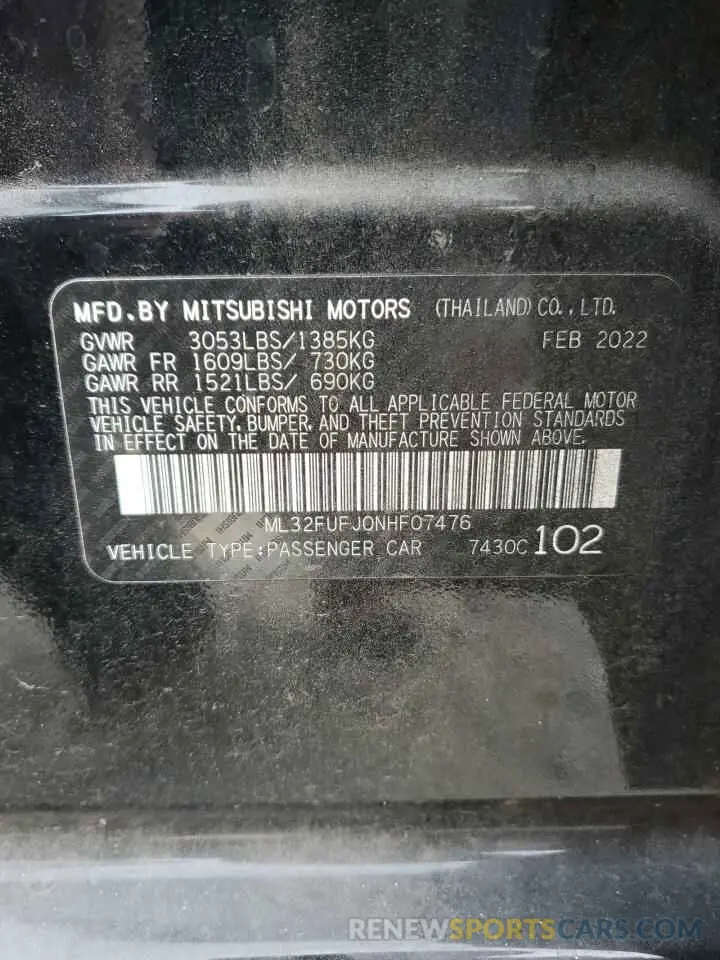 MFD.BY MITSUBISHI MOTORS (THAILAND) CO., LTD.
GVWR 3053LBS/1385KG FEB 2022
GAWR FR 1609LBS/ 730KG
GAWR RR 1521LBS/ 690KG
THIS VEHICLE CONFORMS TO ALL APPLICABLE FEDERAL MOTOR
VEHICLE SAFETY, BUMPER, AND THEFT PREVENTION STANDARDS
IN EFFECT ON THE DATE OF MANUFACTURE SHOWN ABOVE.
ML32FUFJ0NHF07476
VEHICLE TYPE:PASSENGER CAR 7430C 102
RENEWSPORTSCARS.COM